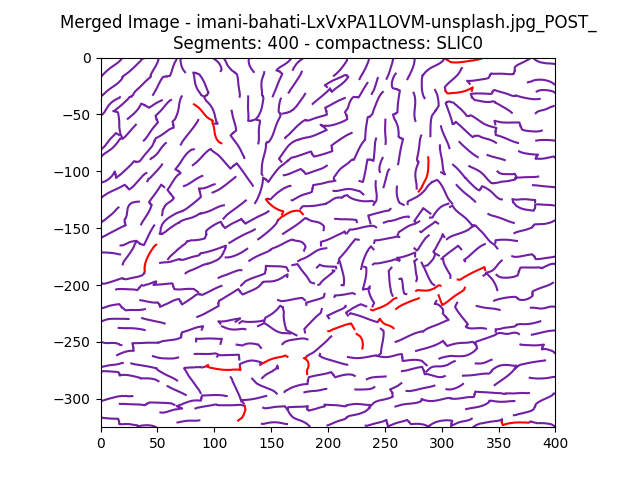 Merged Image - imani-bahati-LxVxPA1LOVM-unsplash.jpg_POST_
Segments: 400 - compactness: SLIC0
0
−50
−100
−150
−200
−250
−300
0 50 100 150 200 250 300 350 400